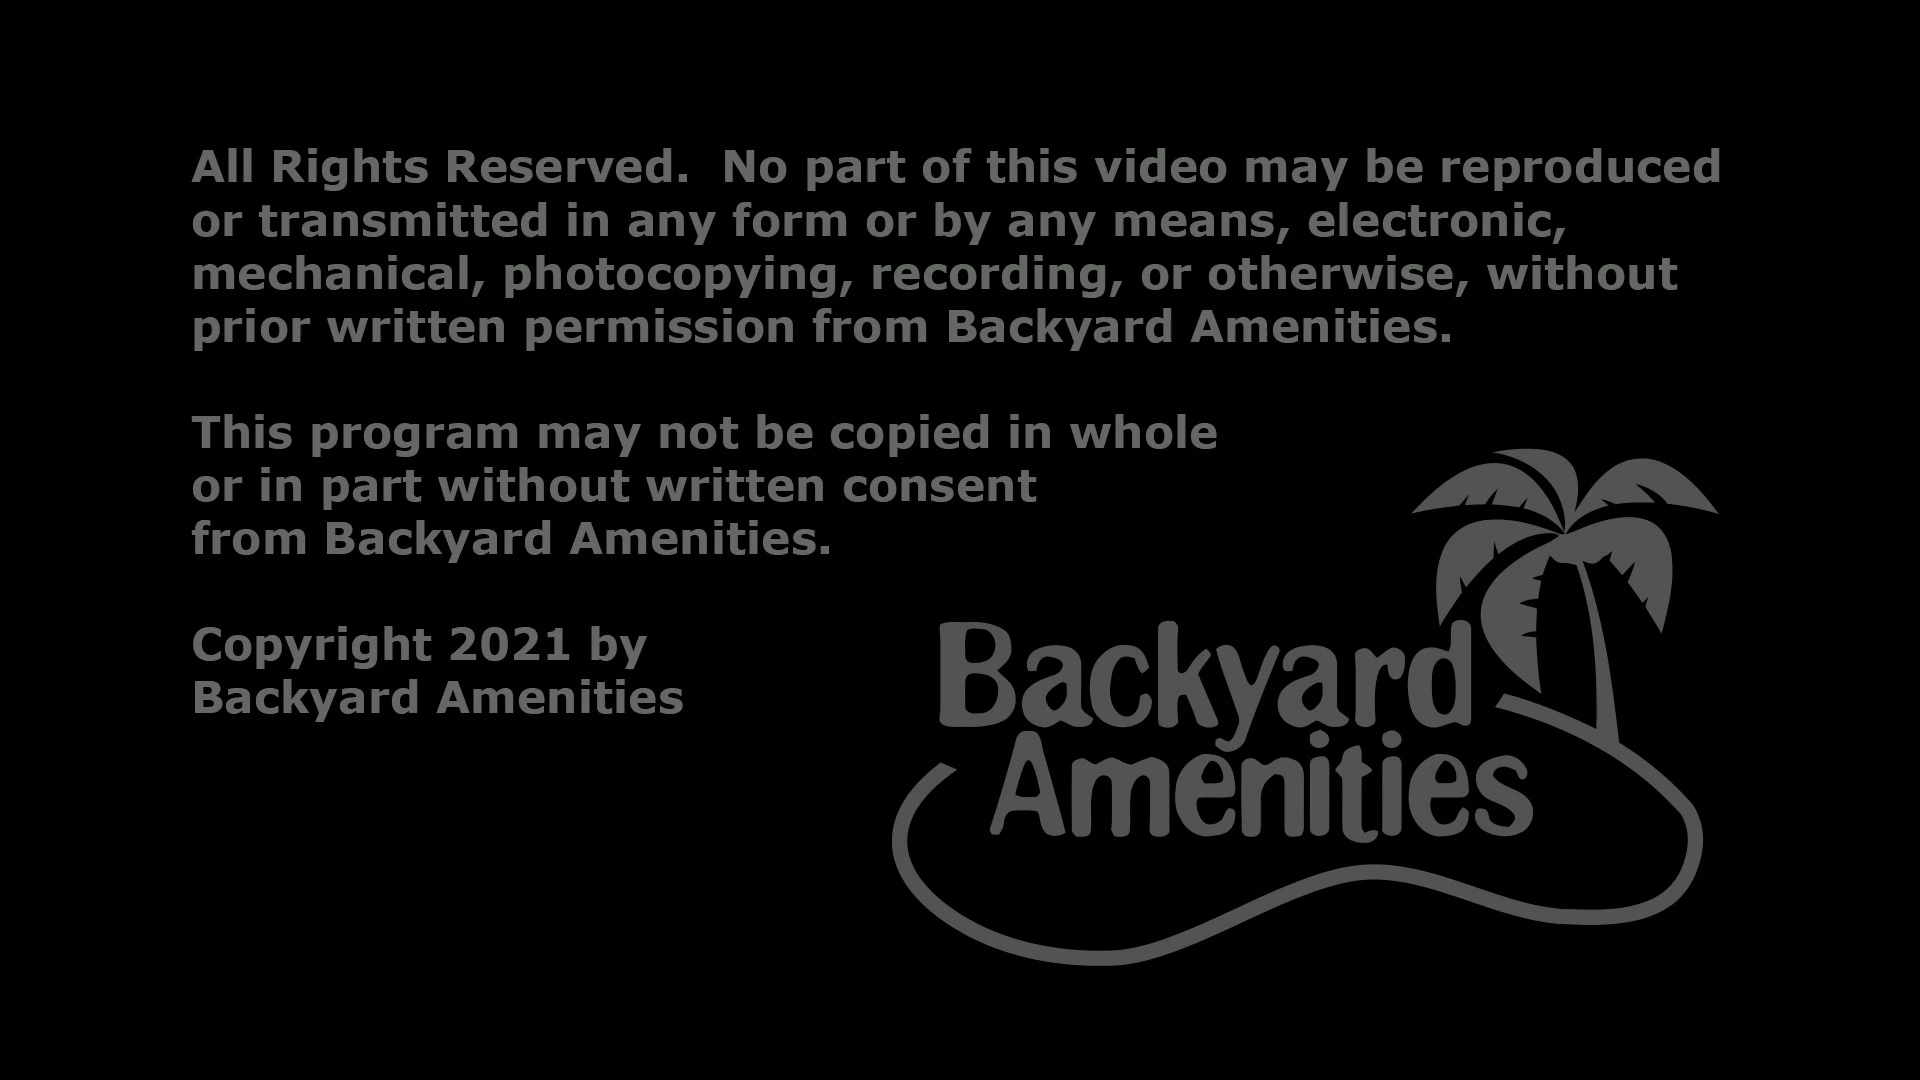 All Rights Reserved.  No part of this video may be reproduced
or transmitted in any form or by any means, electronic,
mechanical, photocopying, recording, or otherwise, without
prior written permission from Backyard Amenities.
This program may not be copied in whole
or in part without written consent
from Backyard Amenities.
Copyright 2021 by
Backyard Amenities
Backyard
Amenities